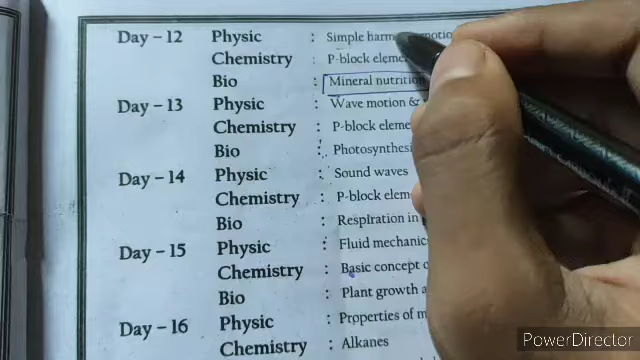 Day – 12 Physic : Simple harm
Chemistry : P-block eleme
Bio : Mineral nutrition
Day – 13 Physic : Wave motion &
Chemistry : P-block eleme
Bio : Photosynthesi
Day – 14 Physic : Sound waves
Chemistry : P-block elem
Bio : Respiration in
Day – 15 Physic : Fluid mechanic
Chemistry : Basic concept o
Bio : Plant growth a
Day – 16 Physic : Properties of m
Chemistry : Alkanes
PowerDirector